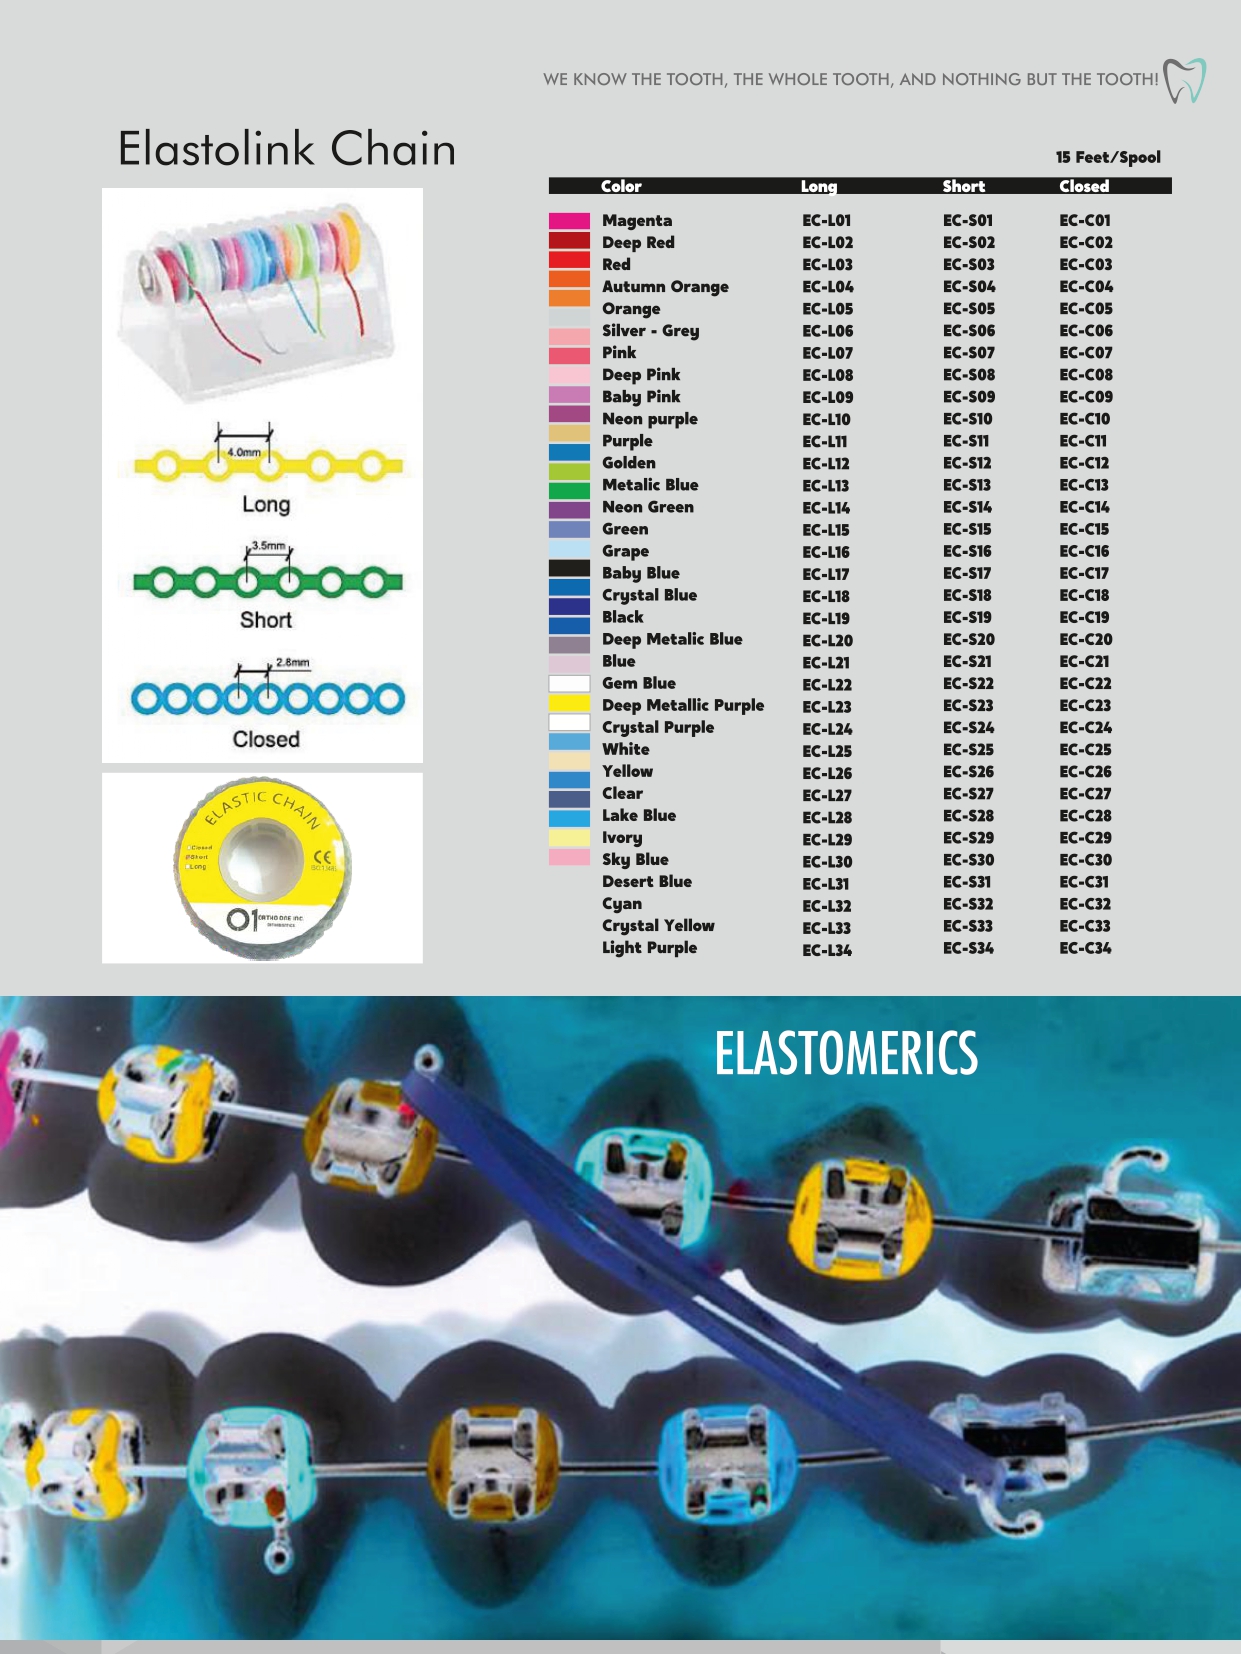 WE KNOW THE TOOTH, THE WHOLE TOOTH, AND NOTHING BUT THE TOOTH!
Elastolink Chain
15 Feet/Spool
Color Long Short Closed
Magenta EC-L01 EC-S01 EC-C01
Deep Red EC-L02 EC-S02 EC-C02
Red EC-L03 EC-S03 EC-C03
Autumn Orange EC-L04 EC-S04 EC-C04
Orange EC-L05 EC-S05 EC-C05
Silver - Grey EC-L06 EC-S06 EC-C06
Pink EC-L07 EC-S07 EC-C07
Deep Pink EC-L08 EC-S08 EC-C08
Baby Pink EC-L09 EC-S09 EC-C09
Neon purple EC-L10 EC-S10 EC-C10
Purple EC-L11 EC-S11 EC-C11
Golden EC-L12 EC-S12 EC-C12
Metalic Blue EC-L13 EC-S13 EC-C13
Neon Green EC-L14 EC-S14 EC-C14
Green EC-L15 EC-S15 EC-C15
Grape EC-L16 EC-S16 EC-C16
Baby Blue EC-L17 EC-S17 EC-C17
Crystal Blue EC-L18 EC-S18 EC-C18
Black EC-L19 EC-S19 EC-C19
Deep Metalic Blue EC-L20 EC-S20 EC-C20
Blue EC-L21 EC-S21 EC-C21
Gem Blue EC-L22 EC-S22 EC-C22
Deep Metallic Purple EC-L23 EC-S23 EC-C23
Crystal Purple EC-L24 EC-S24 EC-C24
White EC-L25 EC-S25 EC-C25
Yellow EC-L26 EC-S26 EC-C26
Clear EC-L27 EC-S27 EC-C27
Lake Blue EC-L28 EC-S28 EC-C28
Ivory EC-L29 EC-S29 EC-C29
Sky Blue EC-L30 EC-S30 EC-C30
Desert Blue EC-L31 EC-S31 EC-C31
Cyan EC-L32 EC-S32 EC-C32
Crystal Yellow EC-L33 EC-S33 EC-C33
Light Purple EC-L34 EC-S34 EC-C34
4.0mm
Long
3.5mm
Short
2.8mm
Closed
ELASTIC CHAIN
Closed
Short
Long
CE
O1 ORTHO ONE INC.
ELASTOMERICS